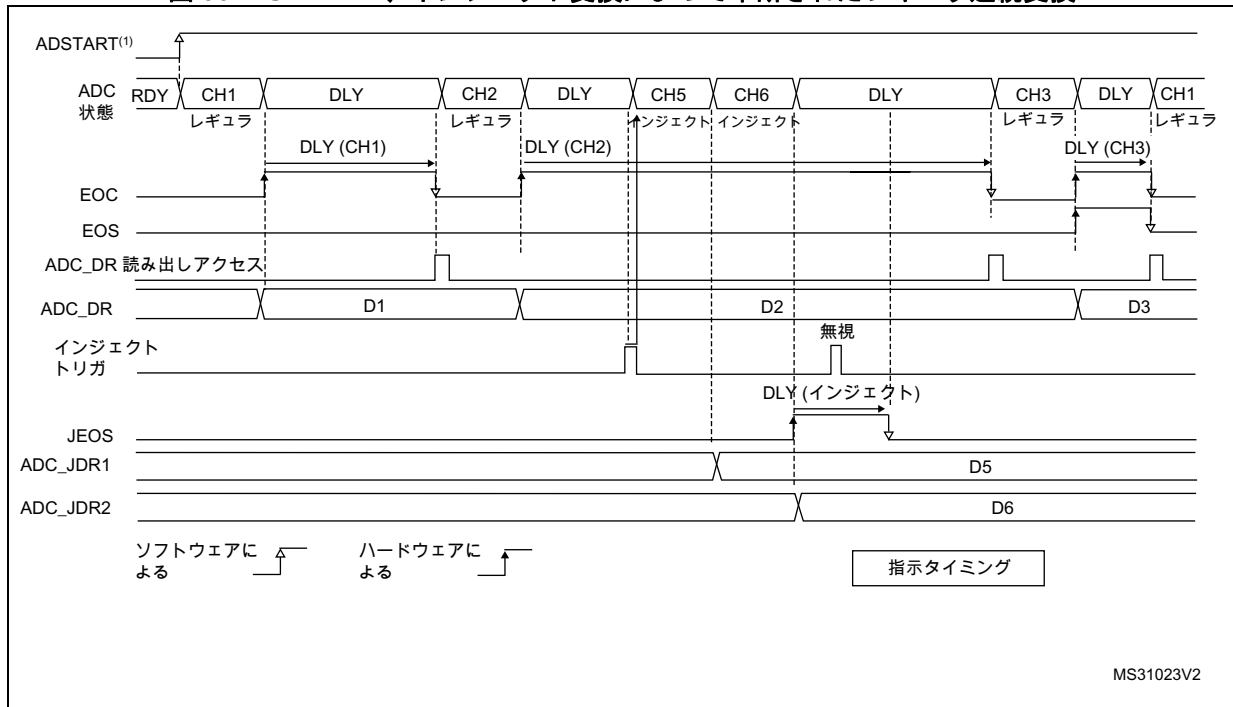 ADSTART(1)
ADC
状態
RDY CH1 DLY CH2 DLY CH5 CH6 DLY CH3 DLY CH1
レギュラ レギュラ インジェクト インジェクト レギュラ レギュラ
DLY (CH1) DLY (CH2) DLY (CH3)
EOC
EOS
ADC_DR 読み出しアクセス
ADC_DR D1 D2 D3
インジェクト
トリガ
無視
DLY (インジェクト)
JEOS
ADC_JDR1 D5
ADC_JDR2 D6
ソフトウェアに
よる
ハードウェアに
よる
指示タイミング
MS31023V2